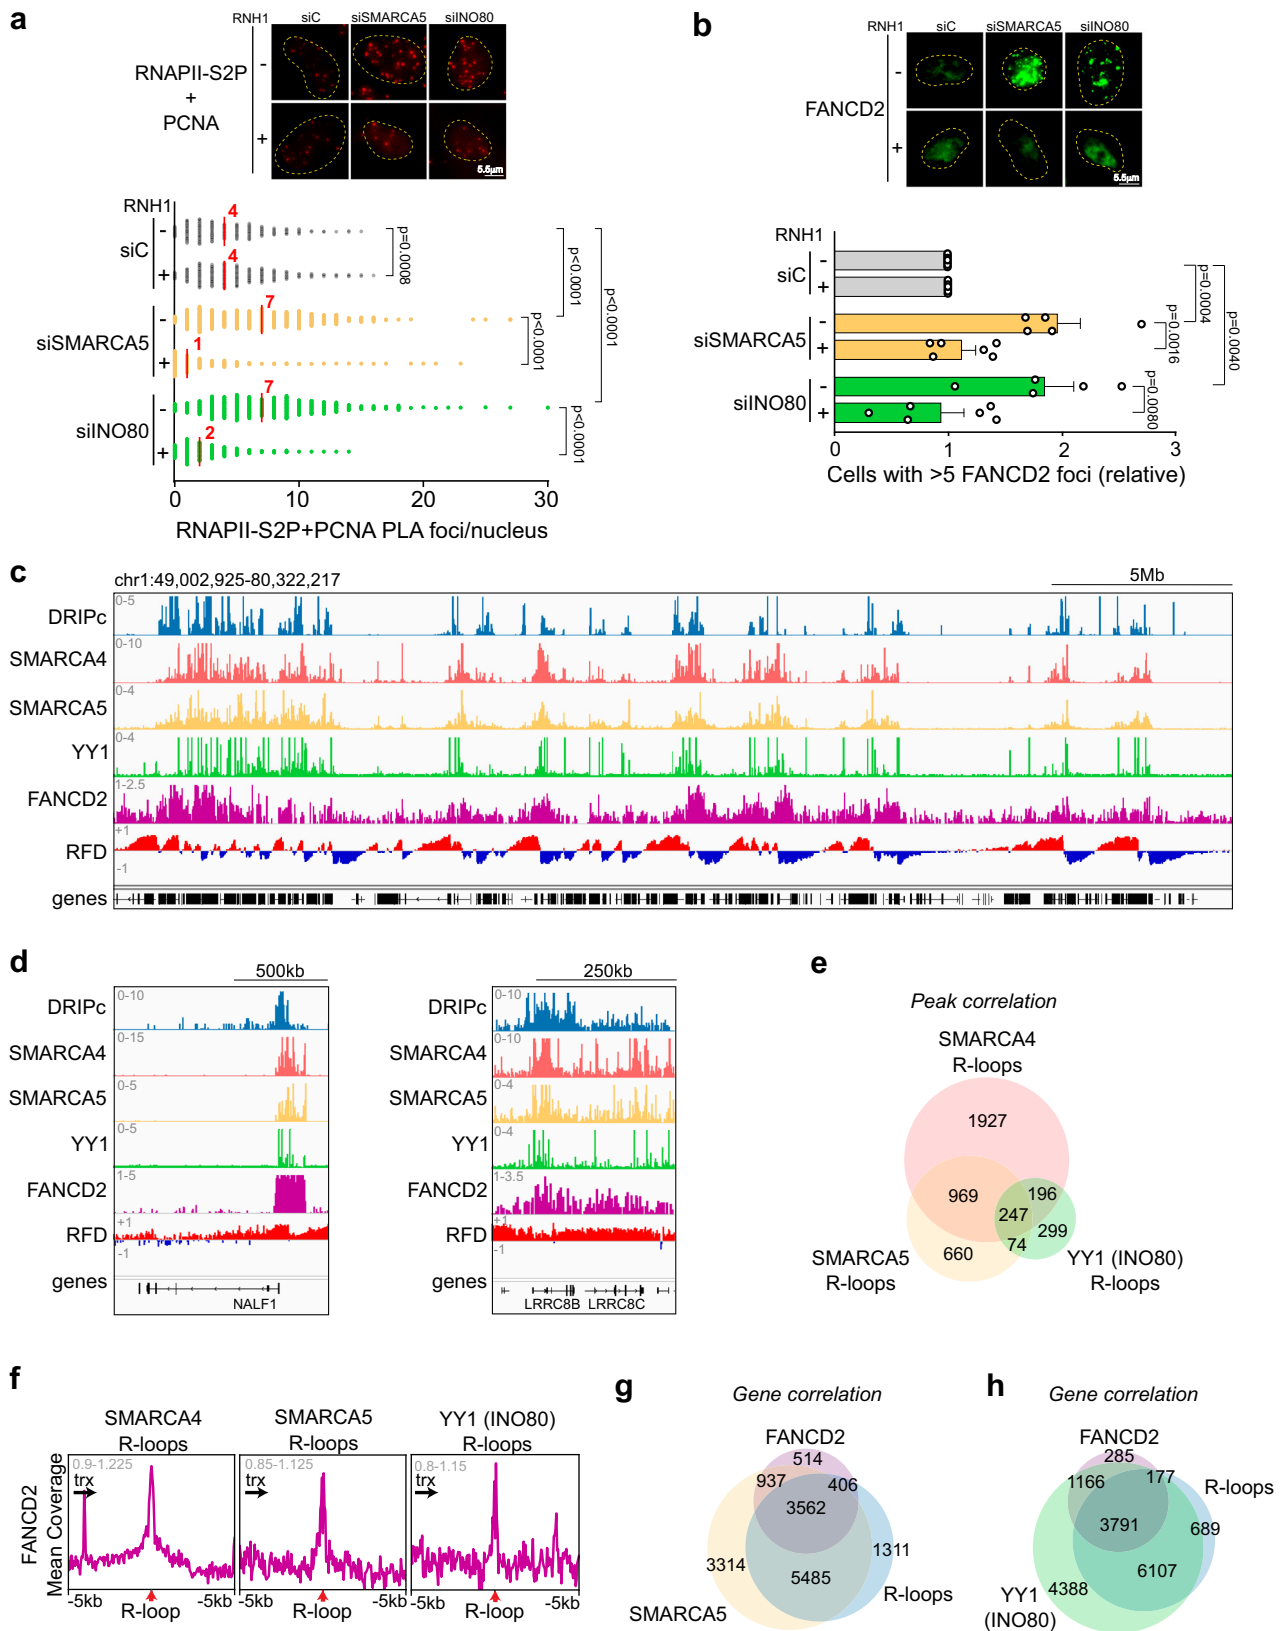 a
RNH1
siC
siSMARCA5
siINO80
RNAPII-S2P
+
PCNA
-
+
5.5µm
RNH1
siC
-
+
siSMARCA5
-
+
siINO80
-
+
4
4
7
1
7
2
p=0.0008
p<0.0001
p<0.0001
p<0.0001
p<0.0001
0
10
20
30
RNAPII-S2P+PCNA PLA foci/nucleus
b
RNH1
siC
siSMARCA5
siINO80
FANCD2
-
+
5.5µm
RNH1
siC
-
+
siSMARCA5
-
+
siINO80
-
+
p=0.0004
p=0.0016
p=0.0040
p=0.0080
0
1
2
3
Cells with >5 FANCD2 foci (relative)
c
chr1:49,002,925-80,322,217
5Mb
DRIPc
0-5
SMARCA4
0-10
SMARCA5
0-4
YY1
0-4
FANCD2
1-2.5
RFD
+1
-1
genes
d
500kb
DRIPc
0-10
SMARCA4
0-15
SMARCA5
0-5
YY1
0-5
FANCD2
1-5
RFD
+1
-1
genes
NALF1
250kb
DRIPc
0-10
SMARCA4
0-10
SMARCA5
0-4
YY1
0-4
FANCD2
1-3.5
RFD
+1
-1
genes
LRRC8B
LRRC8C
e
Peak correlation
SMARCA4
R-loops
1927
969
196
247
299
660
74
SMARCA5
R-loops
YY1 (INO80)
R-loops
f
FANCD2
Mean Coverage
SMARCA4
R-loops
0.9-1.225
trx
-5kb
R-loop
-5kb
SMARCA5
R-loops
0.85-1.125
trx
-5kb
R-loop
-5kb
YY1 (INO80)
R-loops
0.8-1.15
trx
-5kb
R-loop
-5kb
g
Gene correlation
FANCD2
514
937
406
3562
3314
1311
5485
R-loops
SMARCA5
h
Gene correlation
FANCD2
285
1166
177
R-loops
3791
689
6107
4388
YY1
(INO80)